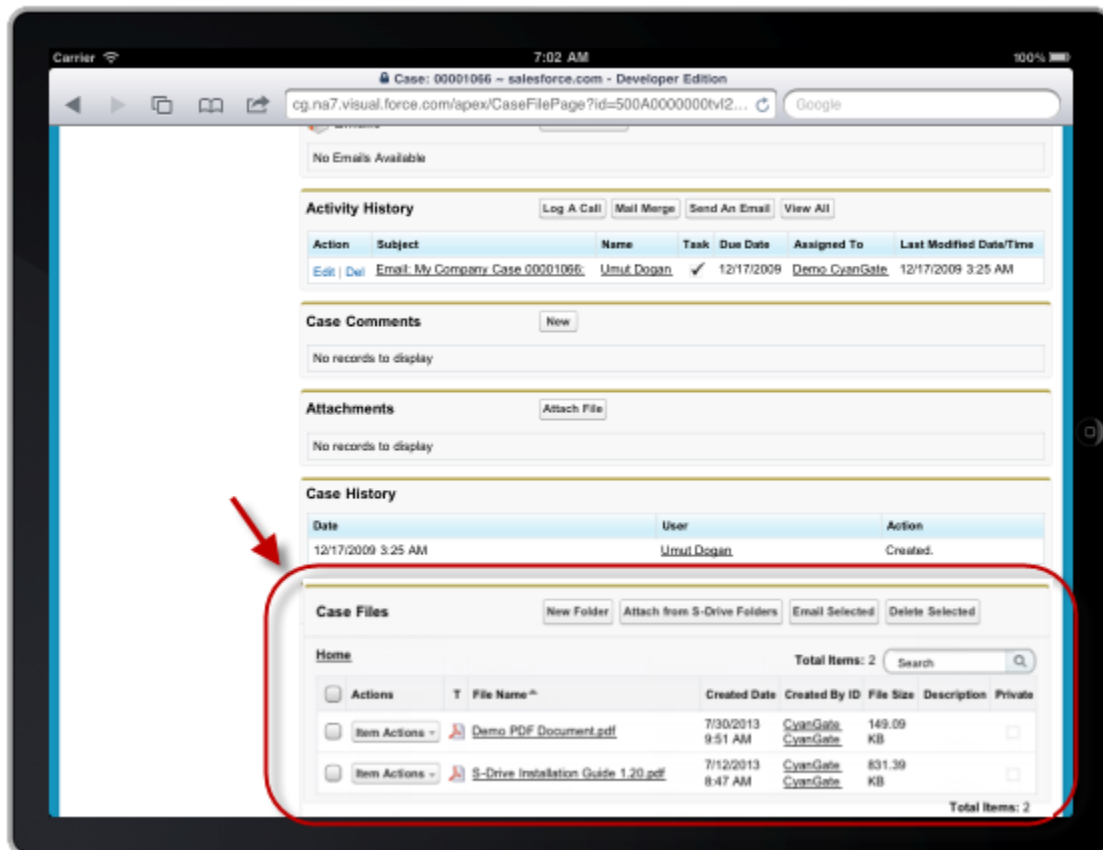 Carrier
7:02 AM
100%
Case: 00001066 ~ salesforce.com - Developer Edition
cg.na7.visual.force.com/apex/CaseFilePage?id=500A0000000tvl2...
Google
No Emails Available
Activity History
Log A Call
Mail Merge
Send An Email
View All
Action Subject Name Task Due Date Assigned To Last Modified Date/Time
Edit | Del Email: My Company Case 00001066: Umut Dogan 12/17/2009 Demo CyanGate 12/17/2009 3:25 AM
Case Comments
New
No records to display
Attachments
Attach File
No records to display
Case History
Date User Action
12/17/2009 3:25 AM Umut Dogan Created.
Case Files
New Folder
Attach from S-Drive Folders
Email Selected
Delete Selected
Home
Total Items: 2
Search
Actions T File Name Created Date Created By ID File Size Description Private
Item Actions Demo PDF Document.pdf 7/30/2013 9:51 AM CyanGate CyanGate 149.09 KB
Item Actions S-Drive Installation Guide 1.20.pdf 7/12/2013 8:47 AM CyanGate CyanGate 831.39 KB
Total Items: 2